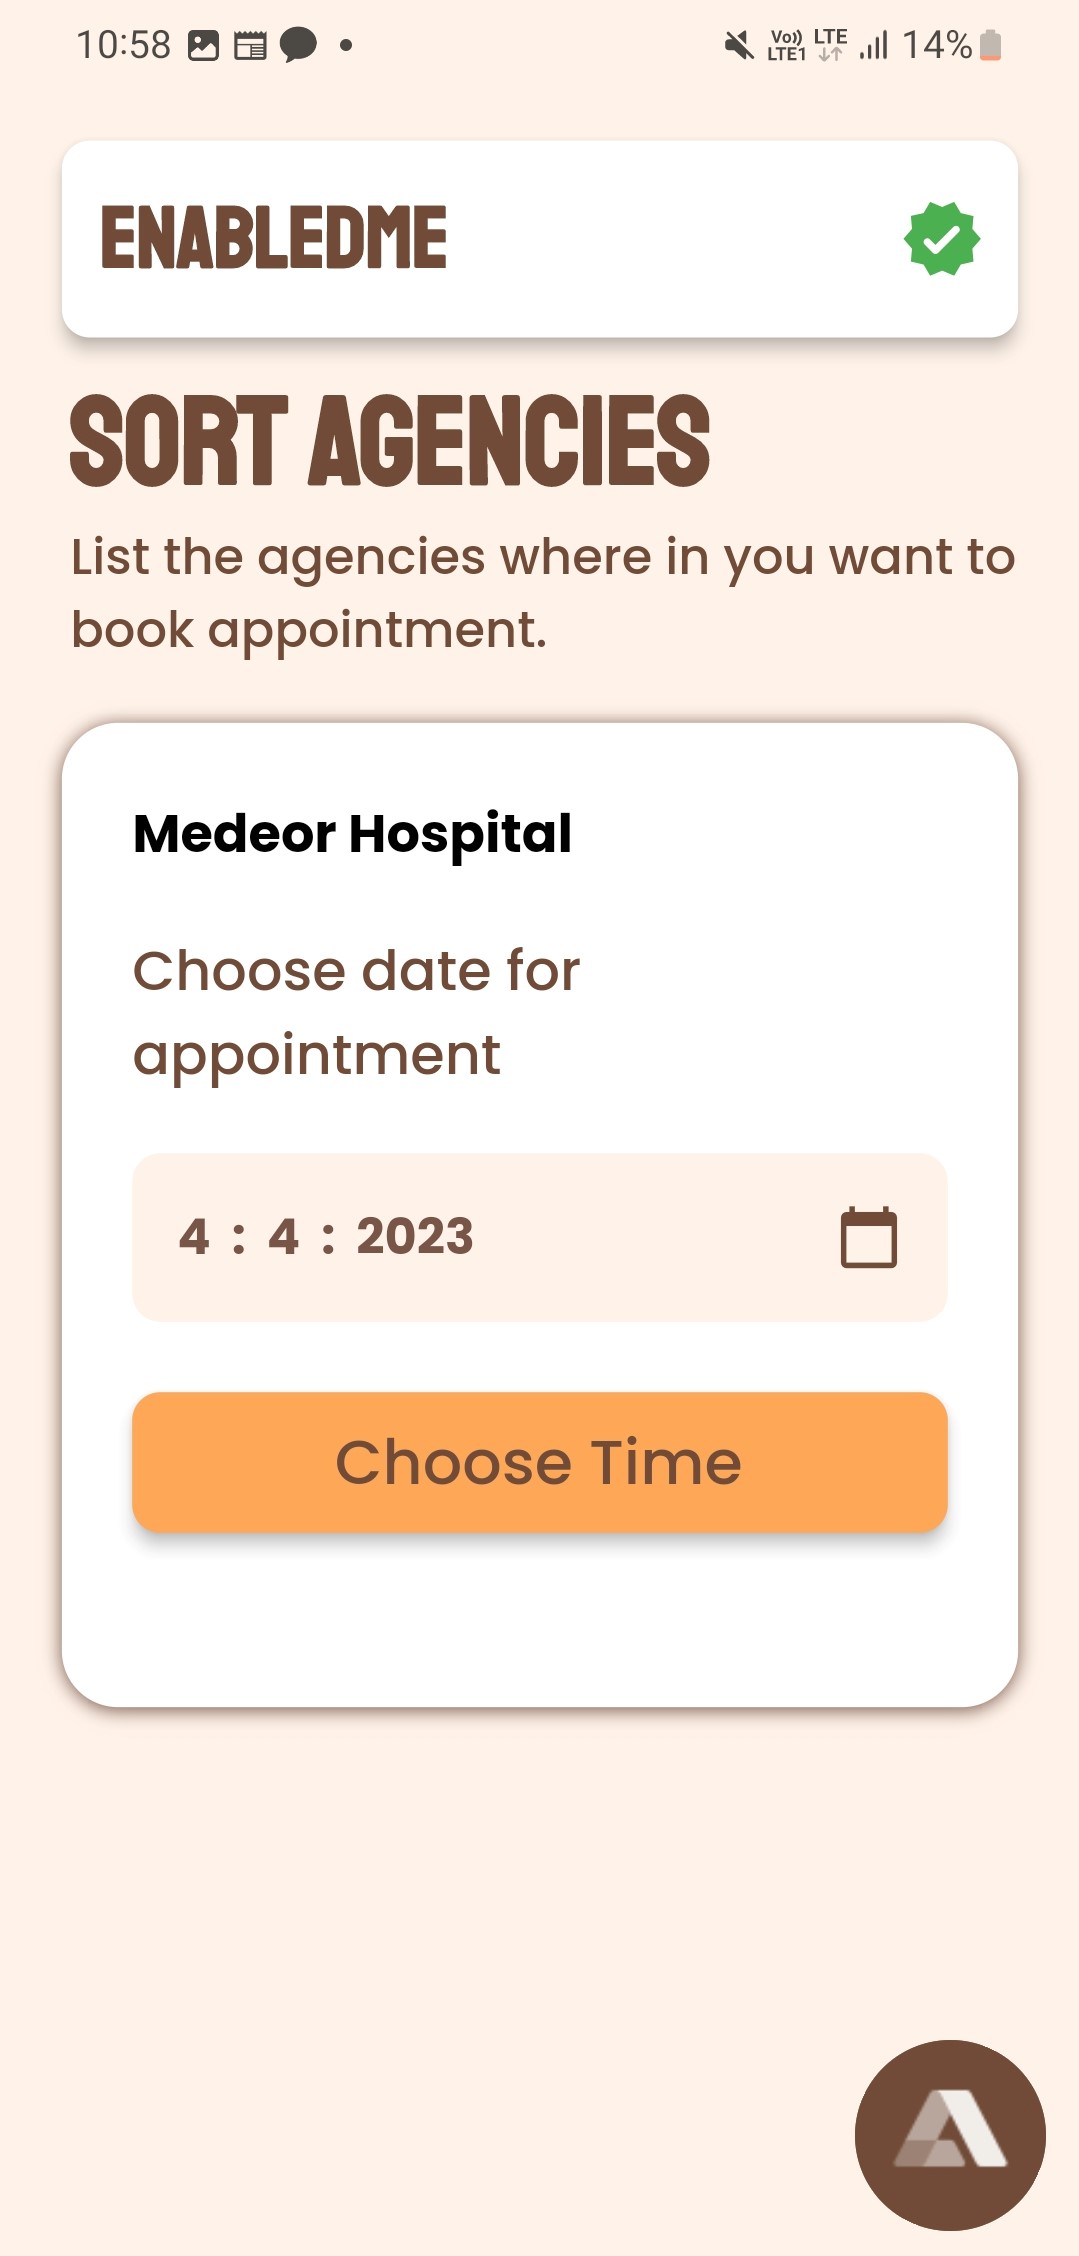 10:58 Vo)) LTE1 LTE 14%
ENABLEDME
SORT AGENCIES
List the agencies where in you want to
book appointment.
Medeor Hospital
Choose date for
appointment
4 : 4 : 2023
Choose Time